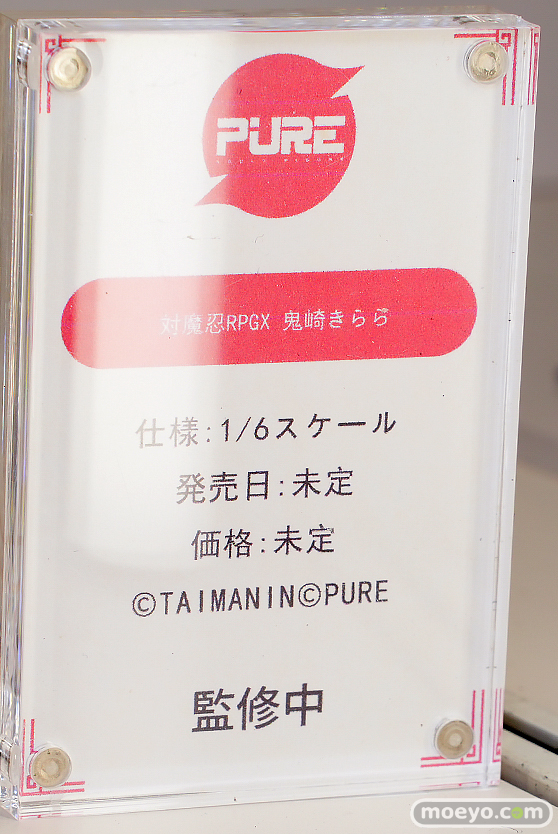 PURE
対魔忍RPGX 鬼崎きらら
仕様:1/6スケール
発売日:未定
価格:未定
©TAIMANIN©PURE
監修中
moeyo.com